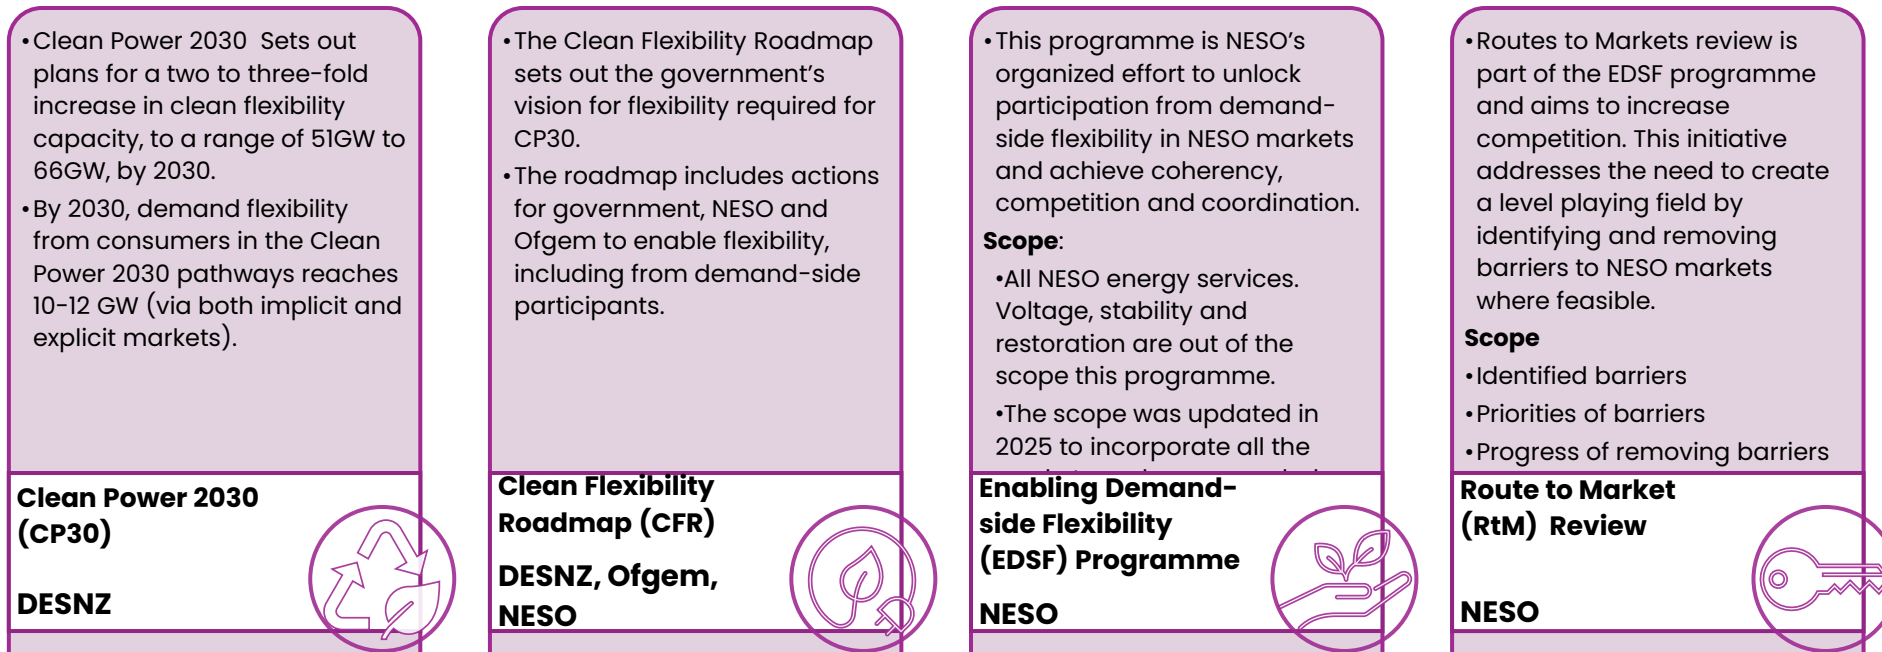 •Clean Power 2030  Sets out
plans for a two to three-fold
increase in clean flexibility
capacity, to a range of 51GW to
66GW, by 2030.
•By 2030, demand flexibility
from consumers in the Clean
Power 2030 pathways reaches
10-12 GW (via both implicit and
explicit markets).
Clean Power 2030
(CP30)
DESNZ
•The Clean Flexibility Roadmap
sets out the government’s
vision for flexibility required for
CP30.
•The roadmap includes actions
for government, NESO and
Ofgem to enable flexibility,
including from demand-side
participants.
Clean Flexibility
Roadmap (CFR)
DESNZ, Ofgem,
NESO
•This programme is NESO’s
organized effort to unlock
participation from demand-
side flexibility in NESO markets
and achieve coherency,
competition and coordination.
Scope:
•All NESO energy services.
Voltage, stability and
restoration are out of the
scope this programme.
•The scope was updated in
2025 to incorporate all the
Enabling Demand-
side Flexibility
(EDSF) Programme
NESO
•Routes to Markets review is
part of the EDSF programme
and aims to increase
competition. This initiative
addresses the need to create
a level playing field by
identifying and removing
barriers to NESO markets
where feasible.
Scope
•Identified barriers
•Priorities of barriers
•Progress of removing barriers
Route to Market
(RtM)  Review
NESO